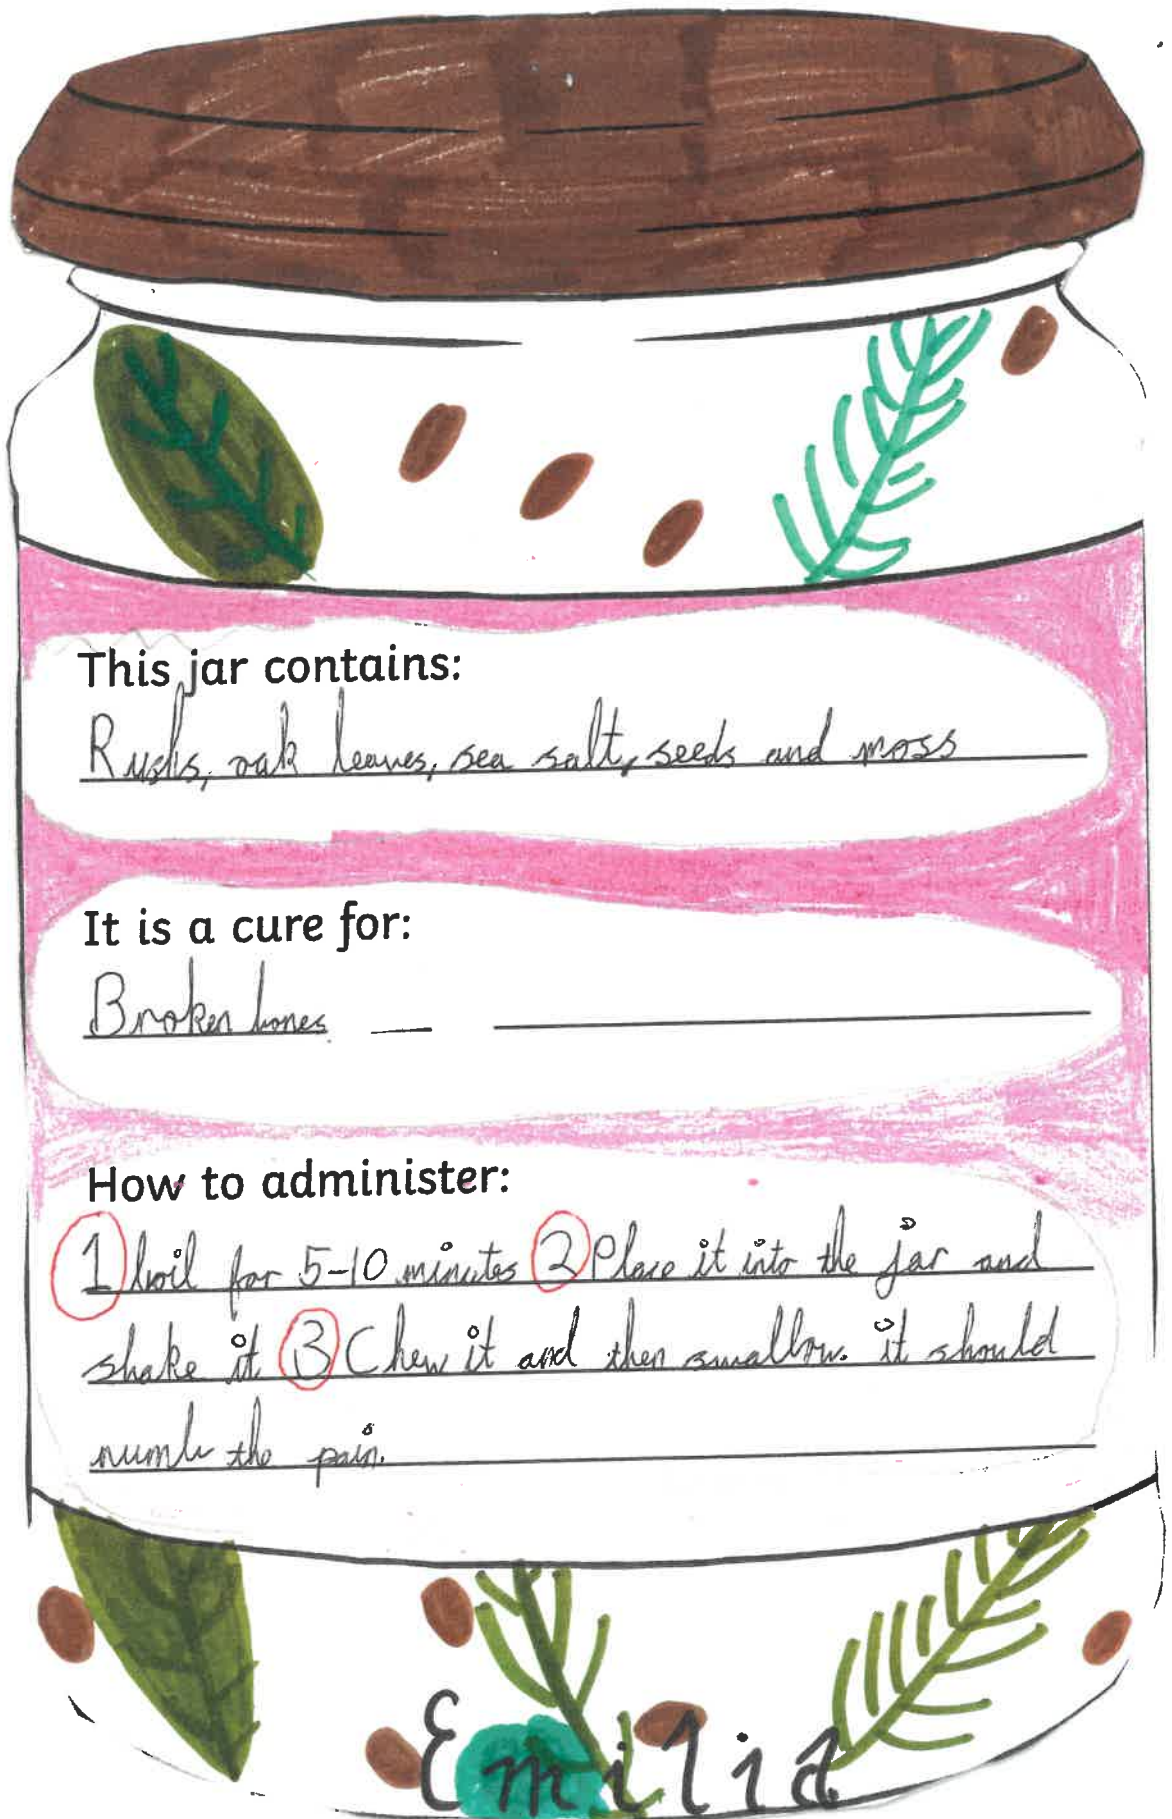 This jar contains:
Rushs, oak leaves, sea salt, seeds and moss
It is a cure for:
Broken bones
How to administer:
1 boil for 5-10 minutes 2 Place it into the jar and
shake it 3 Chew it and then swallow. it should
numb the pain.
Emilia